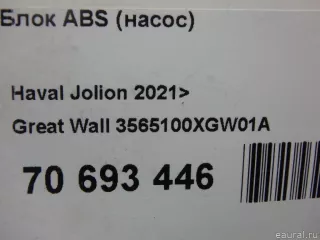 Блок ABS (насос)
Haval Jolion 2021>
Great Wall 3565100XGW01A
70 693 446
eaural.ru